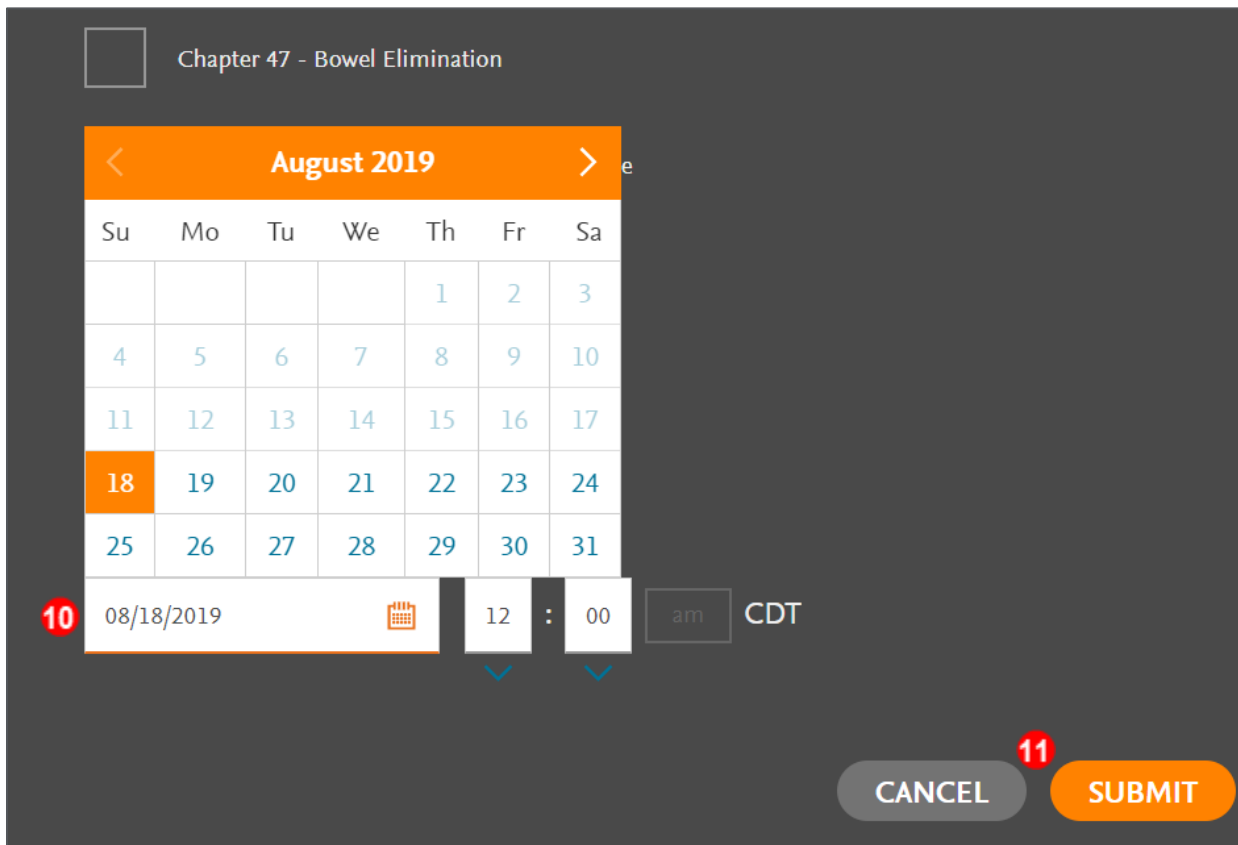 Chapter 47 - Bowel Elimination
August 2019
e
Su Mo Tu We Th Fr Sa
1 2 3
4 5 6 7 8 9 10
11 12 13 14 15 16 17
18 19 20 21 22 23 24
25 26 27 28 29 30 31
10 08/18/2019 12 : 00 am CDT
11
CANCEL SUBMIT